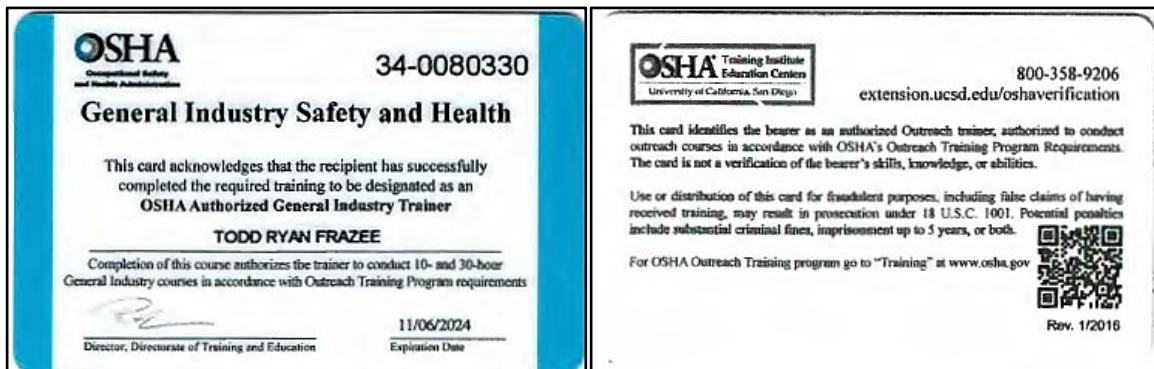 OSHA
Occupational Safety
and Health Administration
34-0080330
General Industry Safety and Health
This card acknowledges that the recipient has successfully
completed the required training to be designated as an
OSHA Authorized General Industry Trainer
TODD RYAN FRAZEE
Completion of this course authorizes the trainer to conduct 10- and 30-hour
General Industry courses in accordance with Outreach Training Program requirements
11/06/2024
Director, Directorate of Training and Education
Expiration Date
OSHA® Training Institute
Education Centers
University of California, San Diego
800-358-9206
extension.ucsd.edu/oshaverification
This card identifies the bearer as an authorized Outreach trainer, authorized to conduct
outreach courses in accordance with OSHA's Outreach Training Program Requirements.
The card is not a verification of the bearer's skills, knowledge, or abilities.
Use or distribution of this card for fraudulent purposes, including false claims of having
received training, may result in prosecution under 18 U.S.C. 1001. Potential penalties
include substantial criminal fines, imprisonment up to 5 years, or both.
For OSHA Outreach Training program go to "Training" at www.osha.gov
Rev. 1/2016